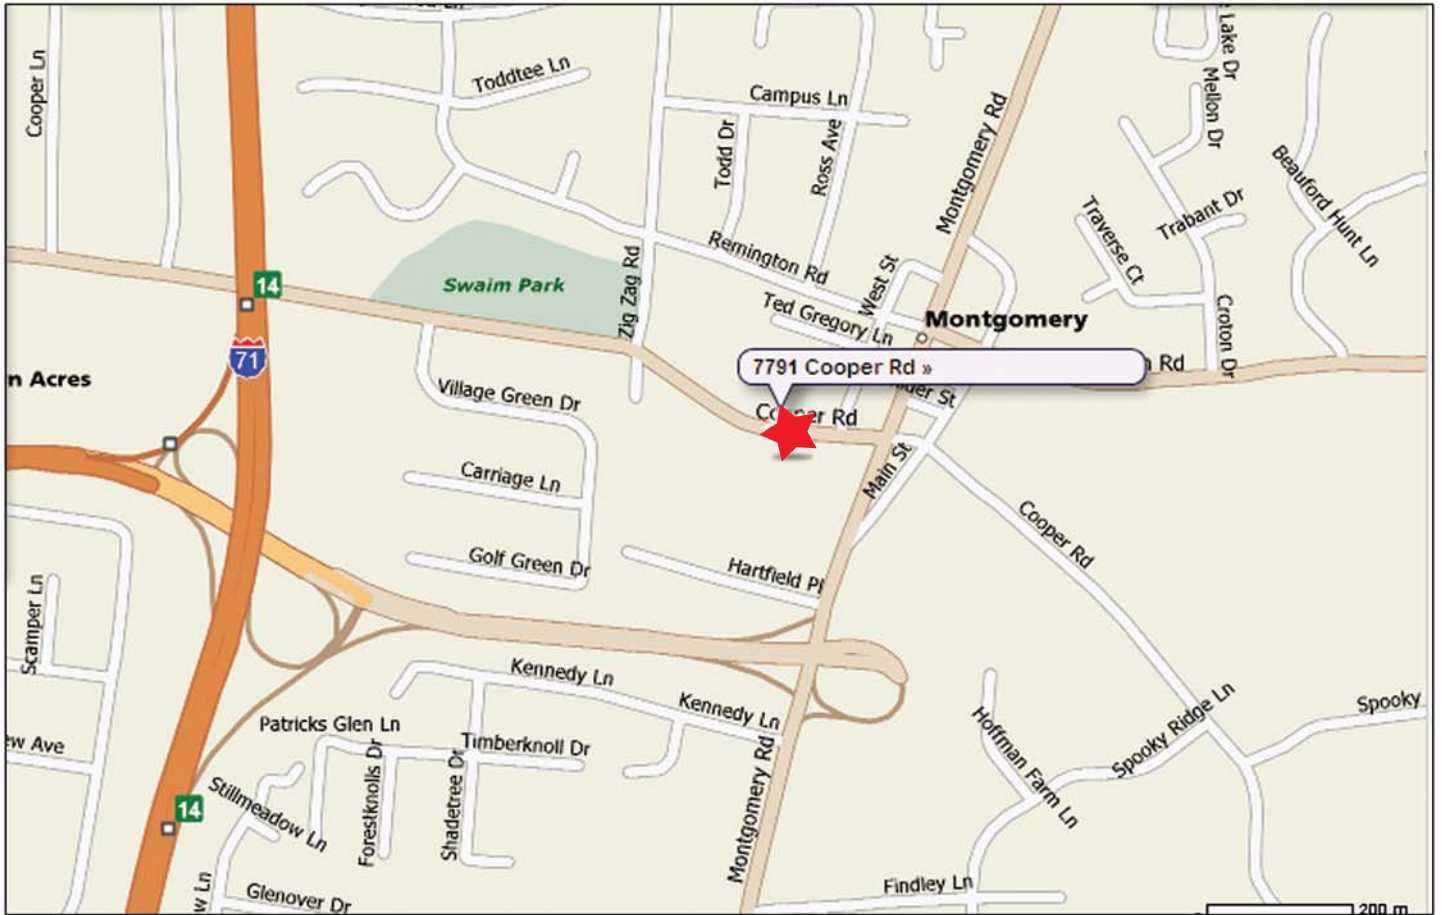 Cooper Ln
Toddtee Ln
Campus Ln
Todd Dr
Ross Ave
Montgomery Rd
Lake Dr
Mellon Dr
Beauford Hunt Ln
Trabant Dr
Traverse Ct
Croton Dr
14
Swaim Park
Zig Zag Rd
Remington Rd
West St
Ted Gregory Ln
Montgomery
71
n Acres
7791 Cooper Rd »
Rd
St
Village Green Dr
Rd
Carriage Ln
Main St
Cooper Rd
Golf Green Dr
Hartfield Pl
Scamper Ln
Kennedy Ln
Kennedy Ln
Patricks Glen Ln
Timberknoll Dr
Forestknolls Dr
Shadetree Dr
Montgomery Rd
Hoffman Farm Ln
Spooky Ridge Ln
Spooky
ew Ave
14
Stillmeadow Ln
w Ln
Glenover Dr
Findley Ln
200 m